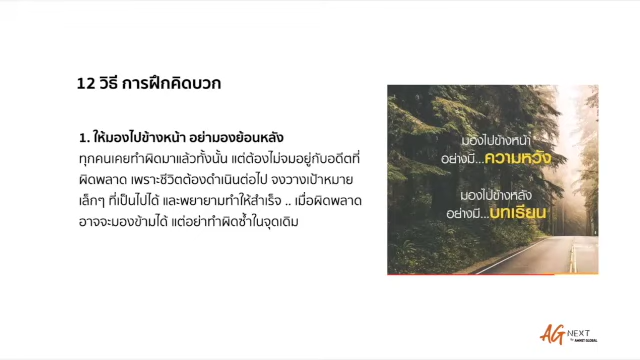 12 วิธี การฝึกคิดบวก
1. ให้มองไปข้างหน้า อย่ามองย้อนหลัง
ทุกคนเคยทำผิดมาแล้วทั้งนั้น แต่ต้องไม่จมอยู่กับอดีตที่
ผิดพลาด เพราะชีวิตต้องดำเนินต่อไป จงวางเป้าหมาย
เล็กๆ ที่เป็นไปได้ และพยายามทำให้สำเร็จ .. เมื่อผิดพลาด
อาจจะมองข้ามได้ แต่อย่าทำผิดซ้ำในจุดเดิม
มองไปข้างหน้า
อย่างมี...ความหวัง
มองไปข้างหลัง
อย่างมี...บทเรียน
AG NEXT
by AMNET GLOBAL